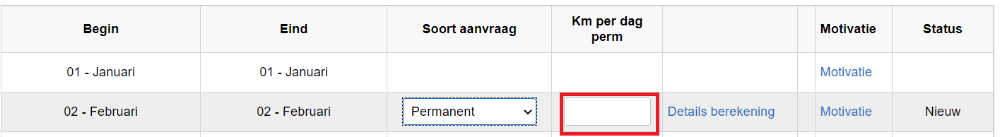 Begin Eind Soort aanvraag Km per dag perm Motivatie Status
01 - Januari 01 - Januari Motivatie
02 - Februari 02 - Februari Permanent Details berekening Motivatie Nieuw